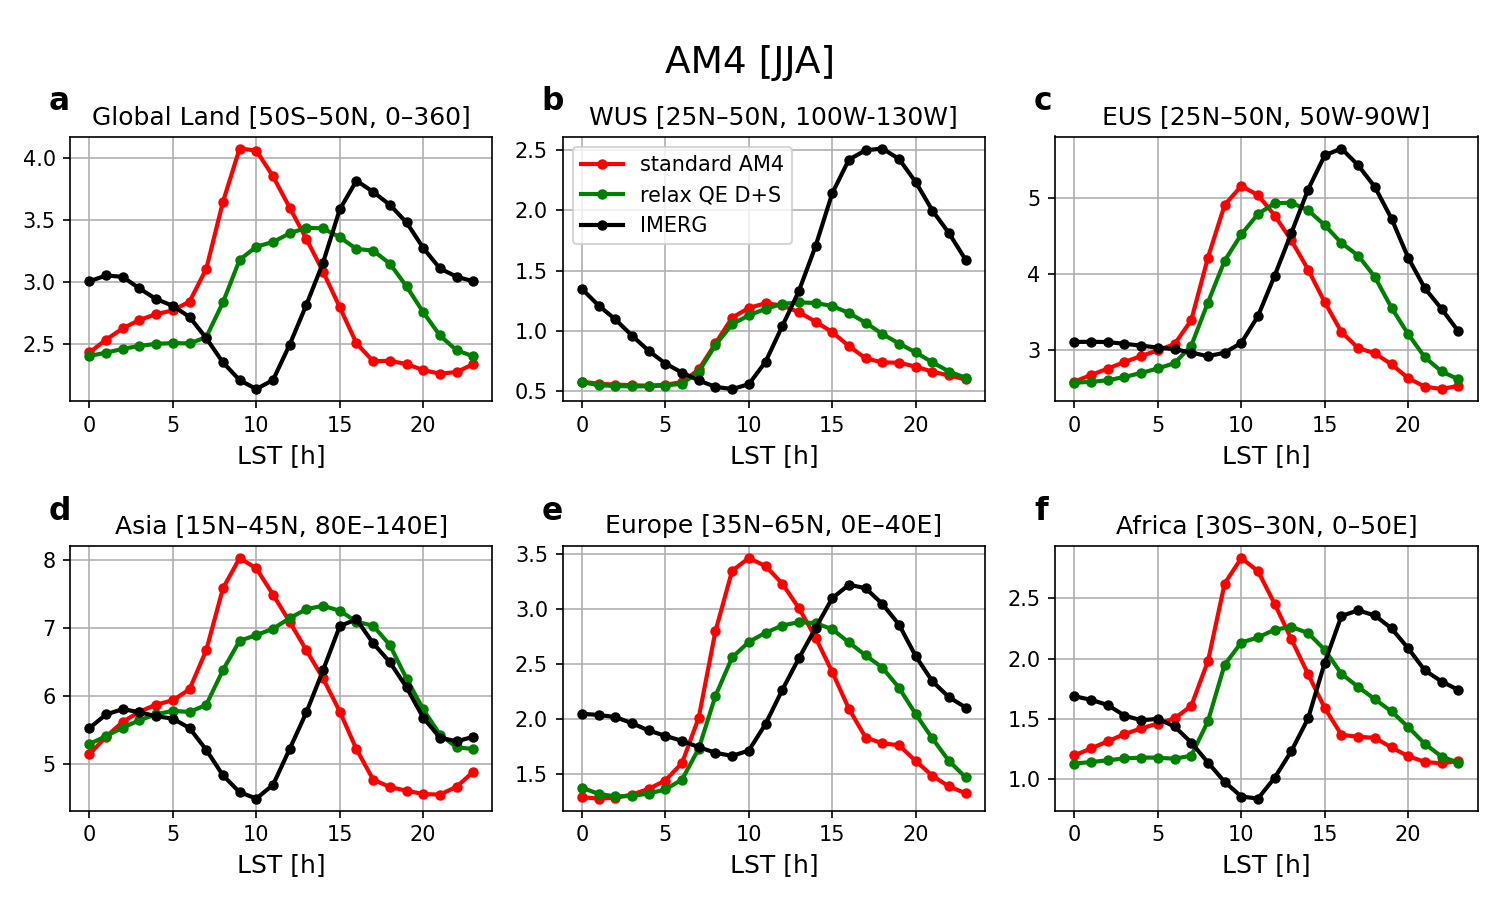 AM4 [JJA]
a
Global Land [50S–50N, 0–360]
4.0
3.5
3.0
2.5
0 5 10 15 20
LST [h]
b
WUS [25N–50N, 100W-130W]
standard AM4
relax QE D+S
IMERG
2.5
2.0
1.5
1.0
0.5
0 5 10 15 20
LST [h]
c
EUS [25N–50N, 50W-90W]
5
4
3
0 5 10 15 20
LST [h]
d
Asia [15N–45N, 80E–140E]
8
7
6
5
0 5 10 15 20
LST [h]
e
Europe [35N–65N, 0E–40E]
3.5
3.0
2.5
2.0
1.5
0 5 10 15 20
LST [h]
f
Africa [30S–30N, 0–50E]
2.5
2.0
1.5
1.0
0 5 10 15 20
LST [h]